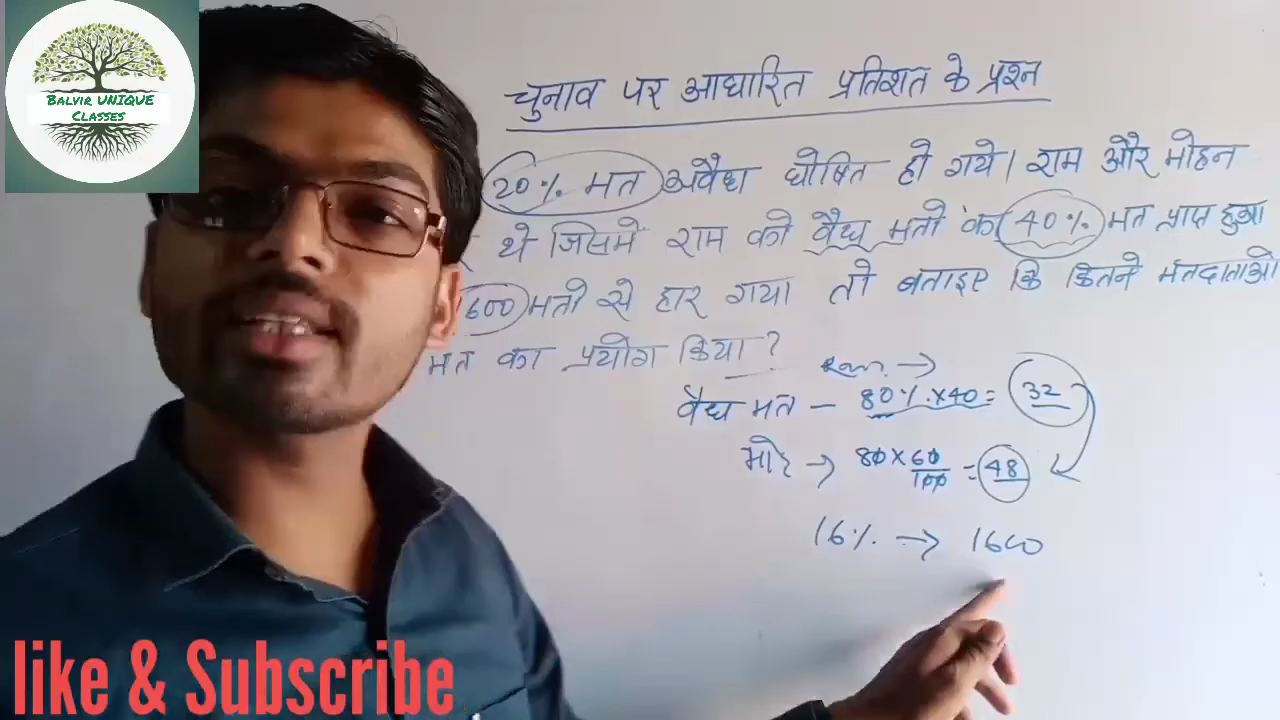 BALVIR UNIQUE
CLASSES
चुनाव पर आधारित प्रतिशत के प्रश्न
20% मत अवैध घोषित हो गये। राम और मोहन
थे जिसमें राम को वैध मतो का 40% मत प्राप्त हुआ
600 मतो से हार गया तो बताइए कि कितने मतदाताओ
मत का प्रयोग किया?
Ram →
वैध मत – 80% × 40 = 32
→ 80 × 60/100 = 48
16% → 1600
like & Subscribe